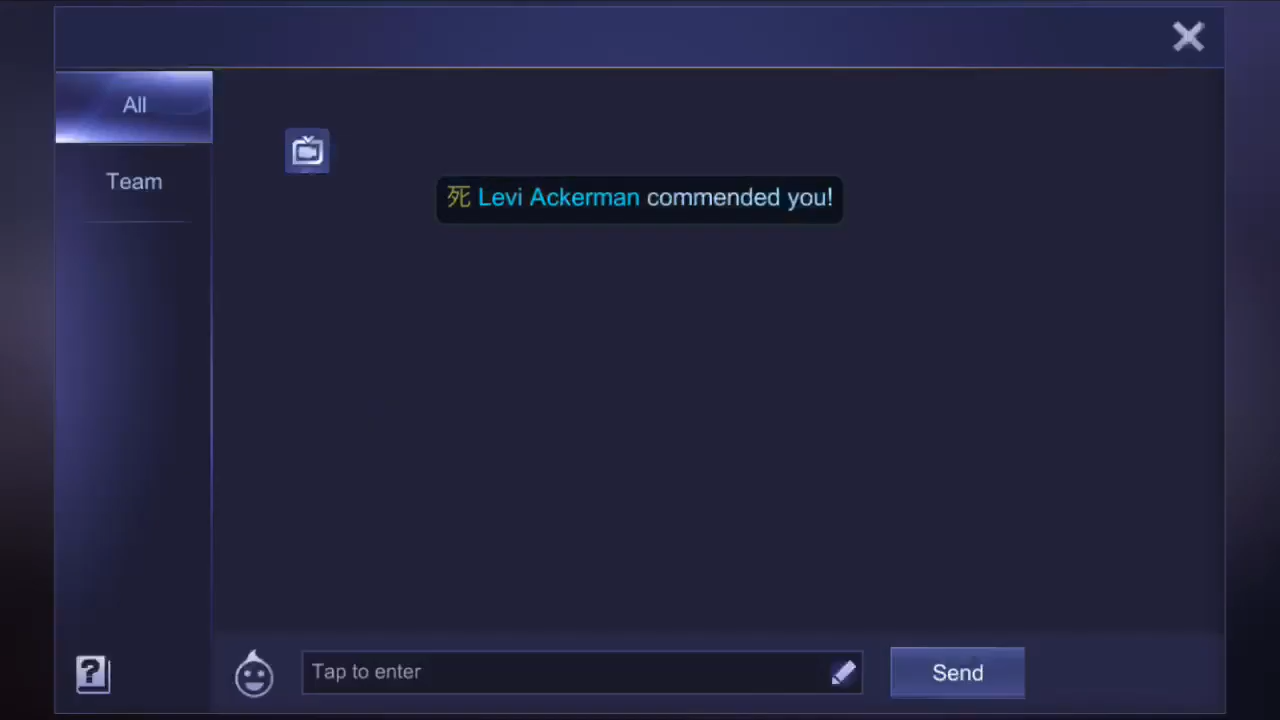 All
Team
死 Levi Ackerman commended you!
?
Tap to enter
Send